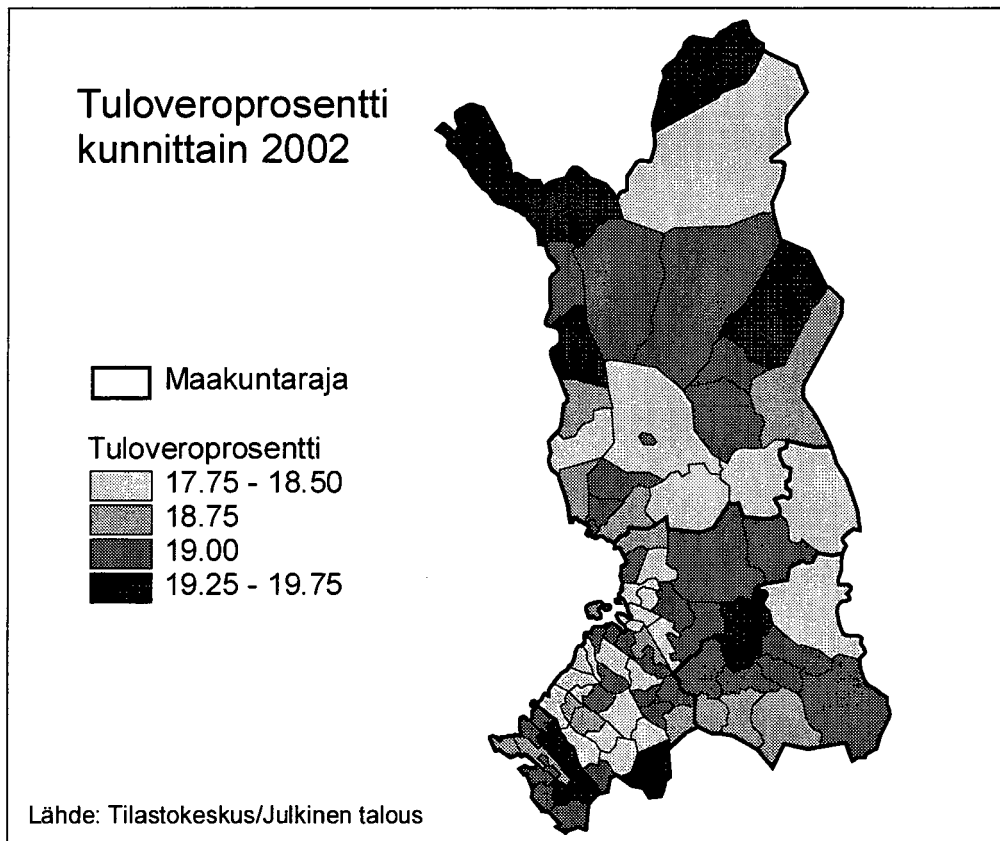 Tuloveroprosentti
kunnittain 2002
Maakuntaraja
Tuloveroprosentti
17.75 - 18.50
18.75
19.00
19.25 - 19.75
Lähde: Tilastokeskus/Julkinen talous